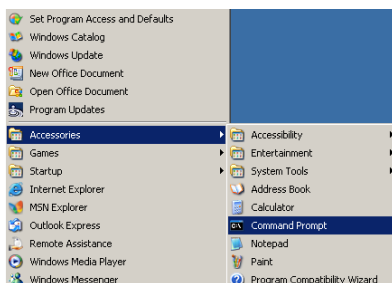 Set Program Access and Defaults
Windows Catalog
Windows Update
New Office Document
Open Office Document
Program Updates
Accessories
Games
Startup
Internet Explorer
MSN Explorer
Outlook Express
Remote Assistance
Windows Media Player
Windows Messenger
Accessibility
Entertainment
System Tools
Address Book
Calculator
Command Prompt
Notepad
Paint
Program Compatibility Wizard